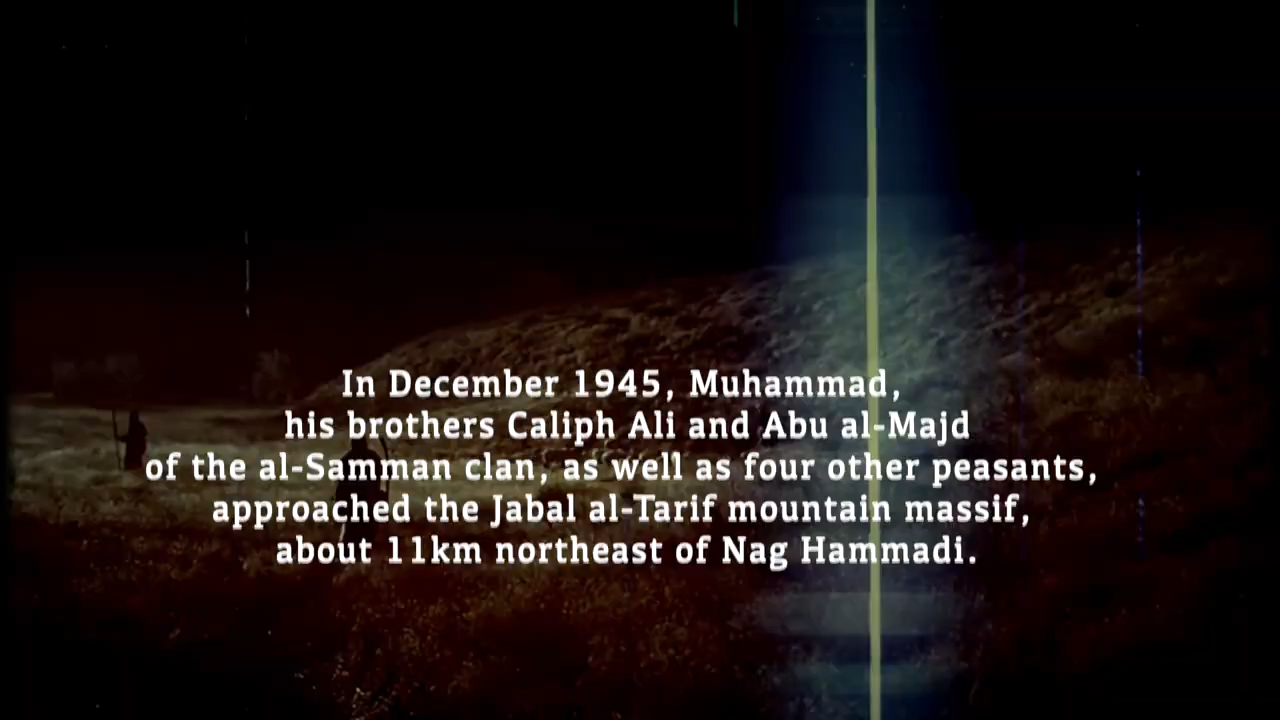 In December 1945, Muhammad,
his brothers Caliph Ali and Abu al-Majd
of the al-Samman clan, as well as four other peasants,
approached the Jabal al-Tarif mountain massif,
about 11km northeast of Nag Hammadi.